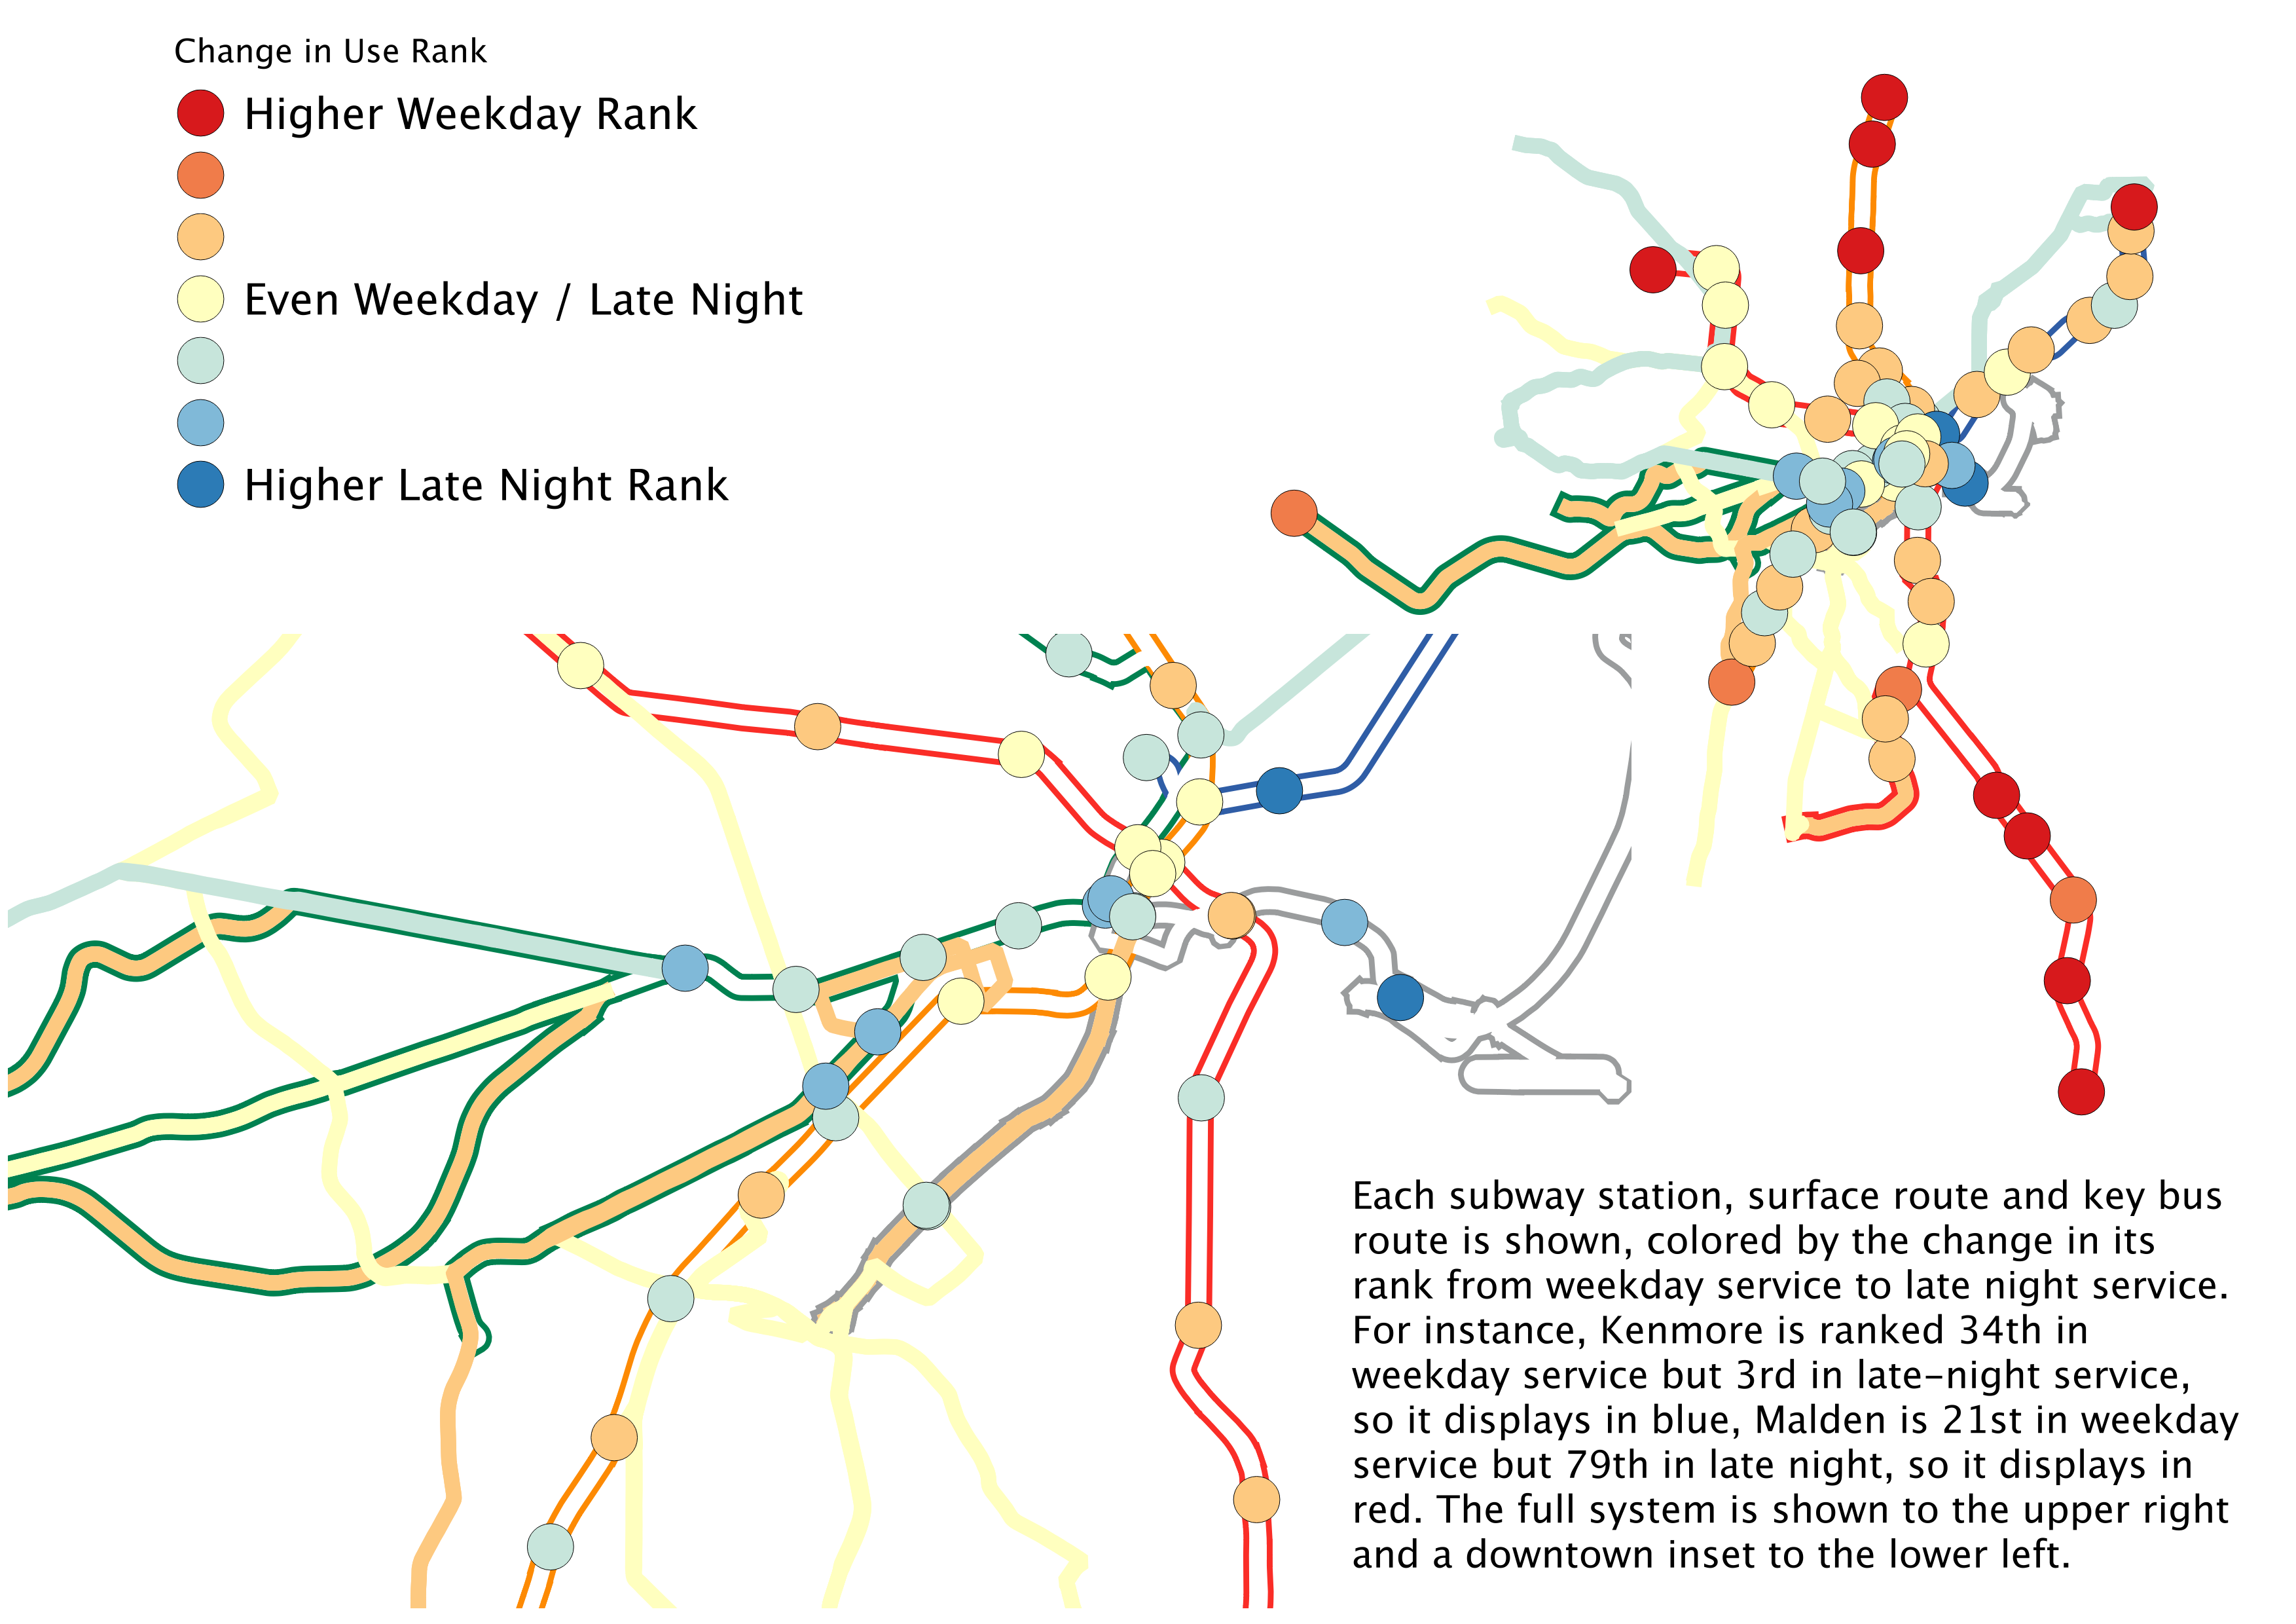 Change in Use Rank
Higher Weekday Rank
Even Weekday / Late Night
Higher Late Night Rank
Each subway station, surface route and key bus
route is shown, colored by the change in its
rank from weekday service to late night service.
For instance, Kenmore is ranked 34th in
weekday service but 3rd in late-night service,
so it displays in blue, Malden is 21st in weekday
service but 79th in late night, so it displays in
red. The full system is shown to the upper right
and a downtown inset to the lower left.